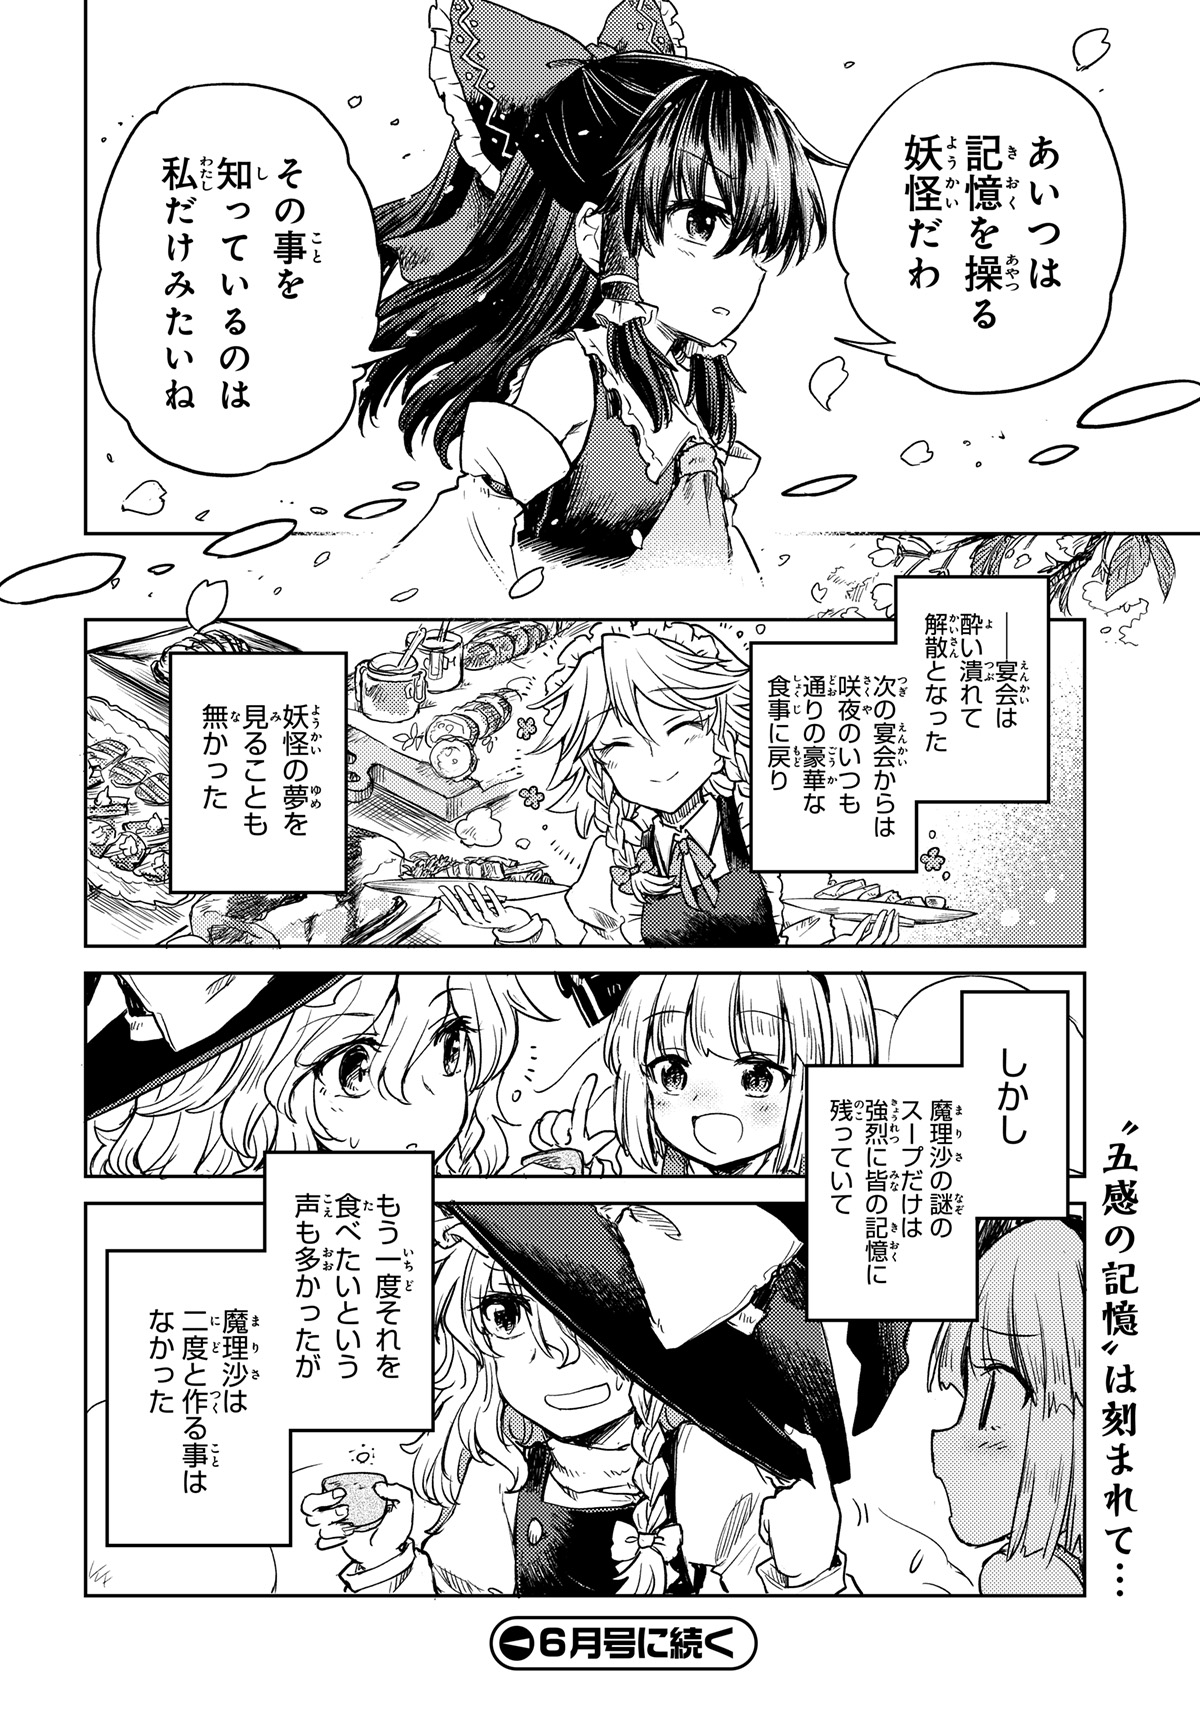 あいつは
記憶を操る
妖怪だわ
その事を
知っているのは
私だけみたいね
──宴会は
酔い潰れて
解散となった
次の宴会からは
咲夜のいつも
通りの豪華な
食事に戻り
妖怪の夢を
見ることも
無かった
しかし
魔理沙の謎の
スープだけは
強烈に皆の記憶に
残っていて
もう一度それを
食べたいという
声も多かったが
魔理沙は
二度と作る事は
なかった
〝五感の記憶〟は刻まれて…
6月号に続く